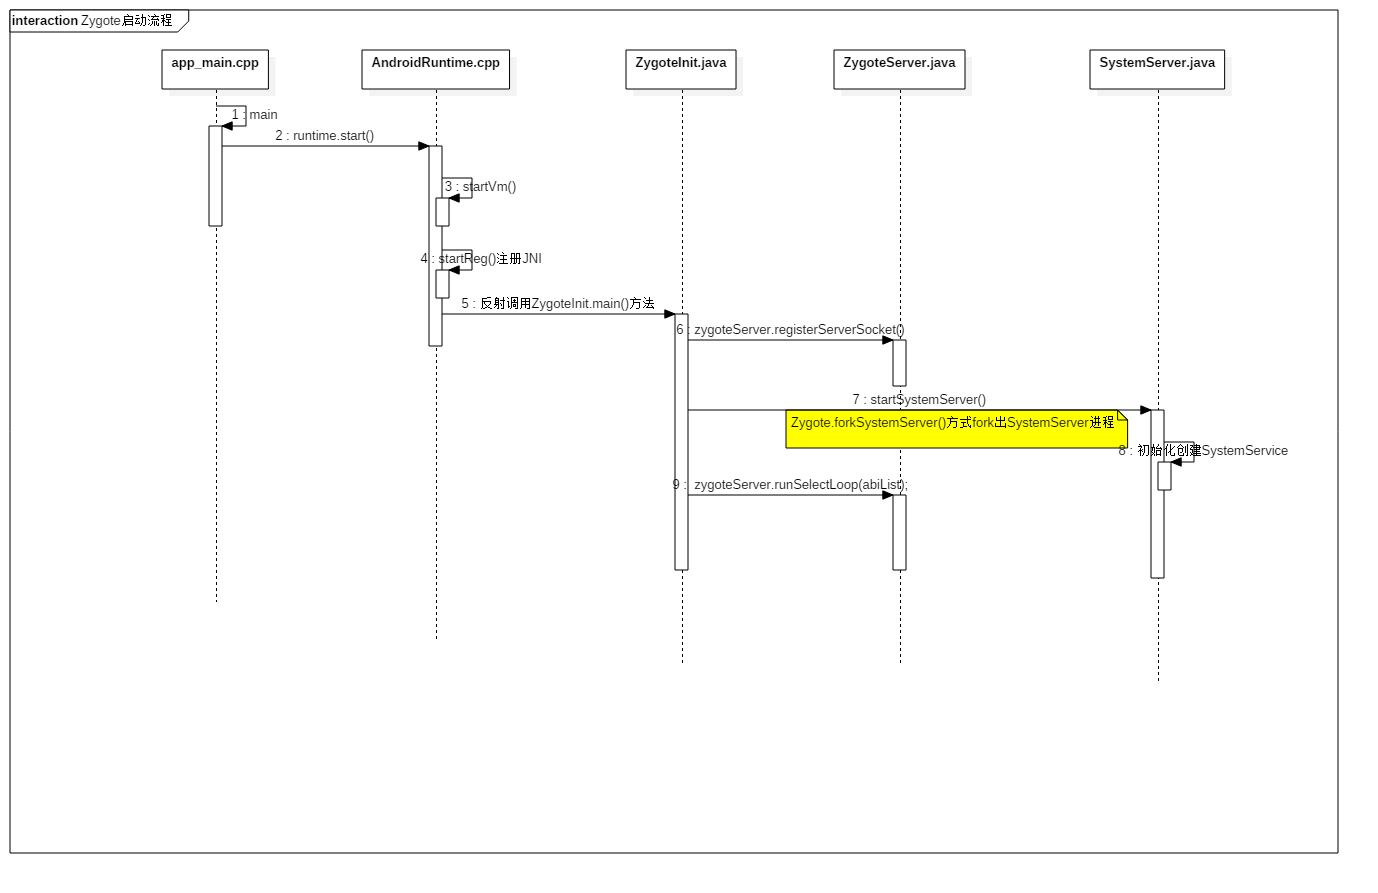 interaction Zygote启动流程
app_main.cpp
AndroidRuntime.cpp
ZygoteInit.java
ZygoteServer.java
SystemServer.java
1 : main
2 : runtime.start()
3 : startVm()
4 : startReg()注册JNI
5 : 反射调用ZygoteInit.main()方法
6 : zygoteServer.registerServerSocket()
7 : startSystemServer()
Zygote.forkSystemServer()方式fork出SystemServer进程
8 : 初始化创建SystemService
9 : zygoteServer.runSelectLoop(abiList);